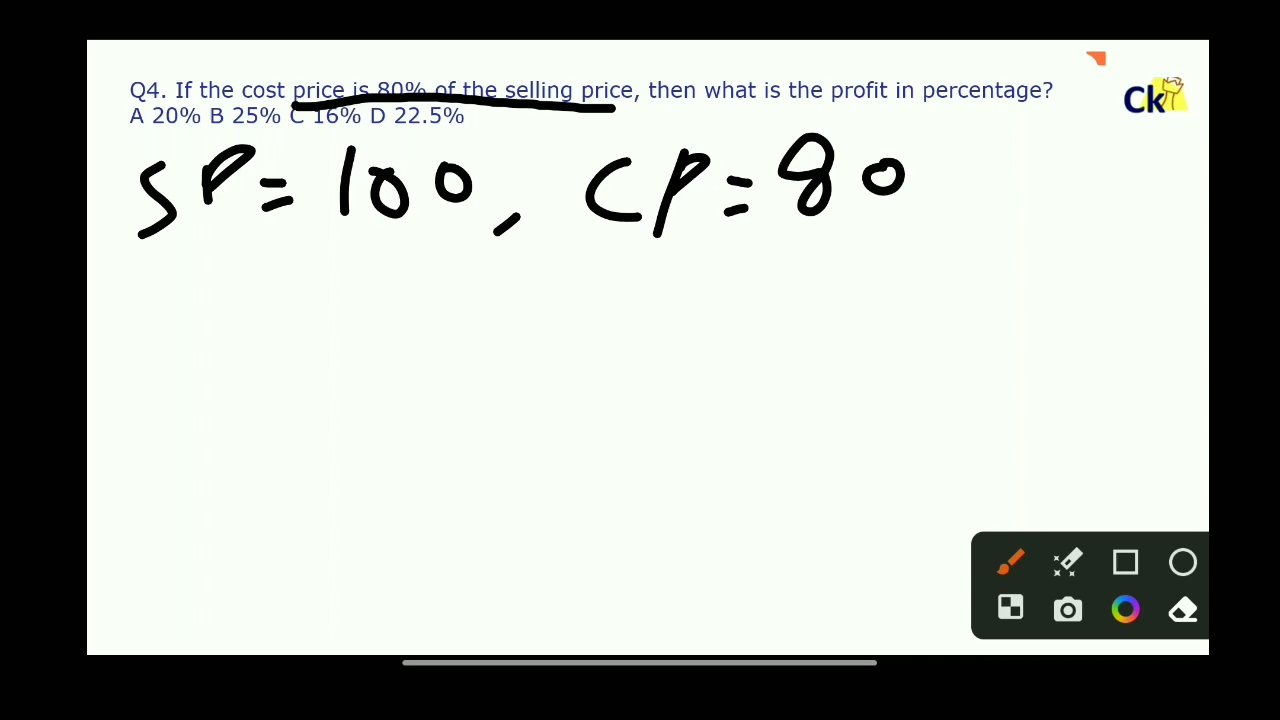 Q4. If the cost price is 80% of the selling price, then what is the profit in percentage?
A 20% B 25% C 16% D 22.5%
Ck
SP = 100, CP = 80